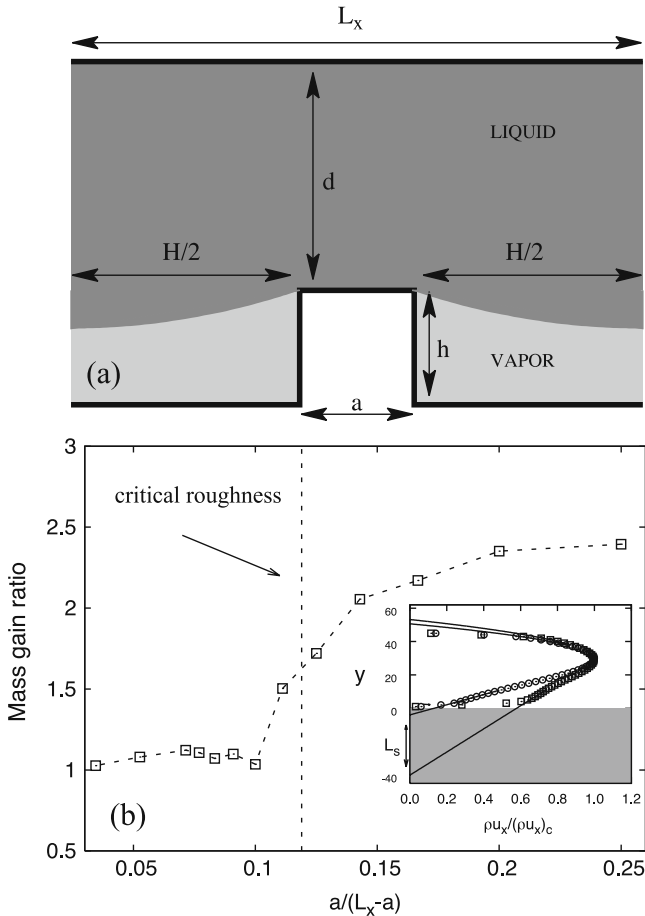 Lₓ
LIQUID
d
H/2
H/2
h
VAPOR
(a)
a
3
2.5
2
1.5
1
0.5
Mass gain ratio
critical roughness
60
40
20
0
-40
y
Lₛ
0.0
0.2
0.4
0.6
0.8
1.0
1.2
ρuₓ/(ρuₓ)c
(b)
0.05
0.1
0.15
0.2
0.25
a/(Lₓ-a)